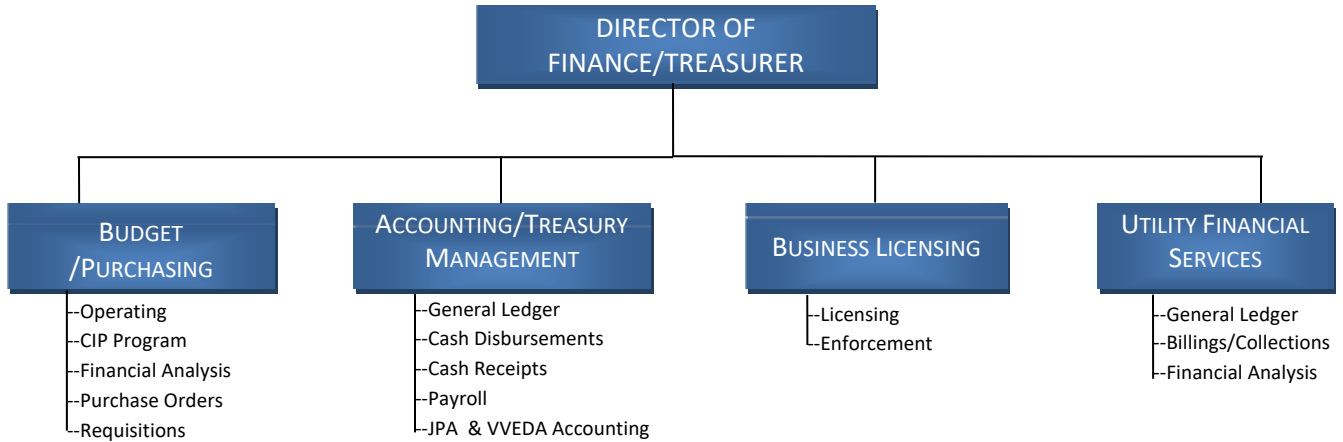 DIRECTOR OF
FINANCE/TREASURER
BUDGET
/PURCHASING
--Operating
--CIP Program
--Financial Analysis
--Purchase Orders
--Requisitions
ACCOUNTING/TREASURY
MANAGEMENT
--General Ledger
--Cash Disbursements
--Cash Receipts
--Payroll
--JPA & VVEDA Accounting
BUSINESS LICENSING
--Licensing
--Enforcement
UTILITY FINANCIAL
SERVICES
--General Ledger
--Billings/Collections
--Financial Analysis